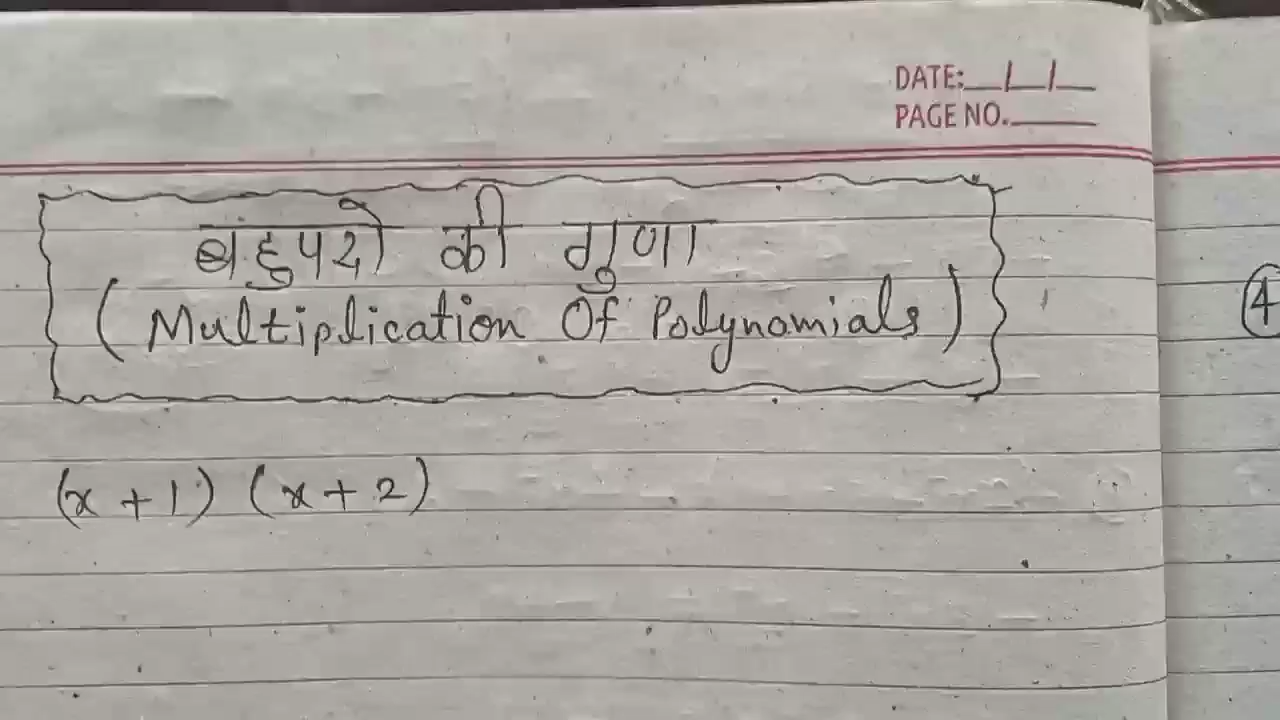 DATE: / /
PAGE NO.
बहुपदो की गुणा
(Multiplication Of Polynomials)
(x + 1) (x + 2)
4